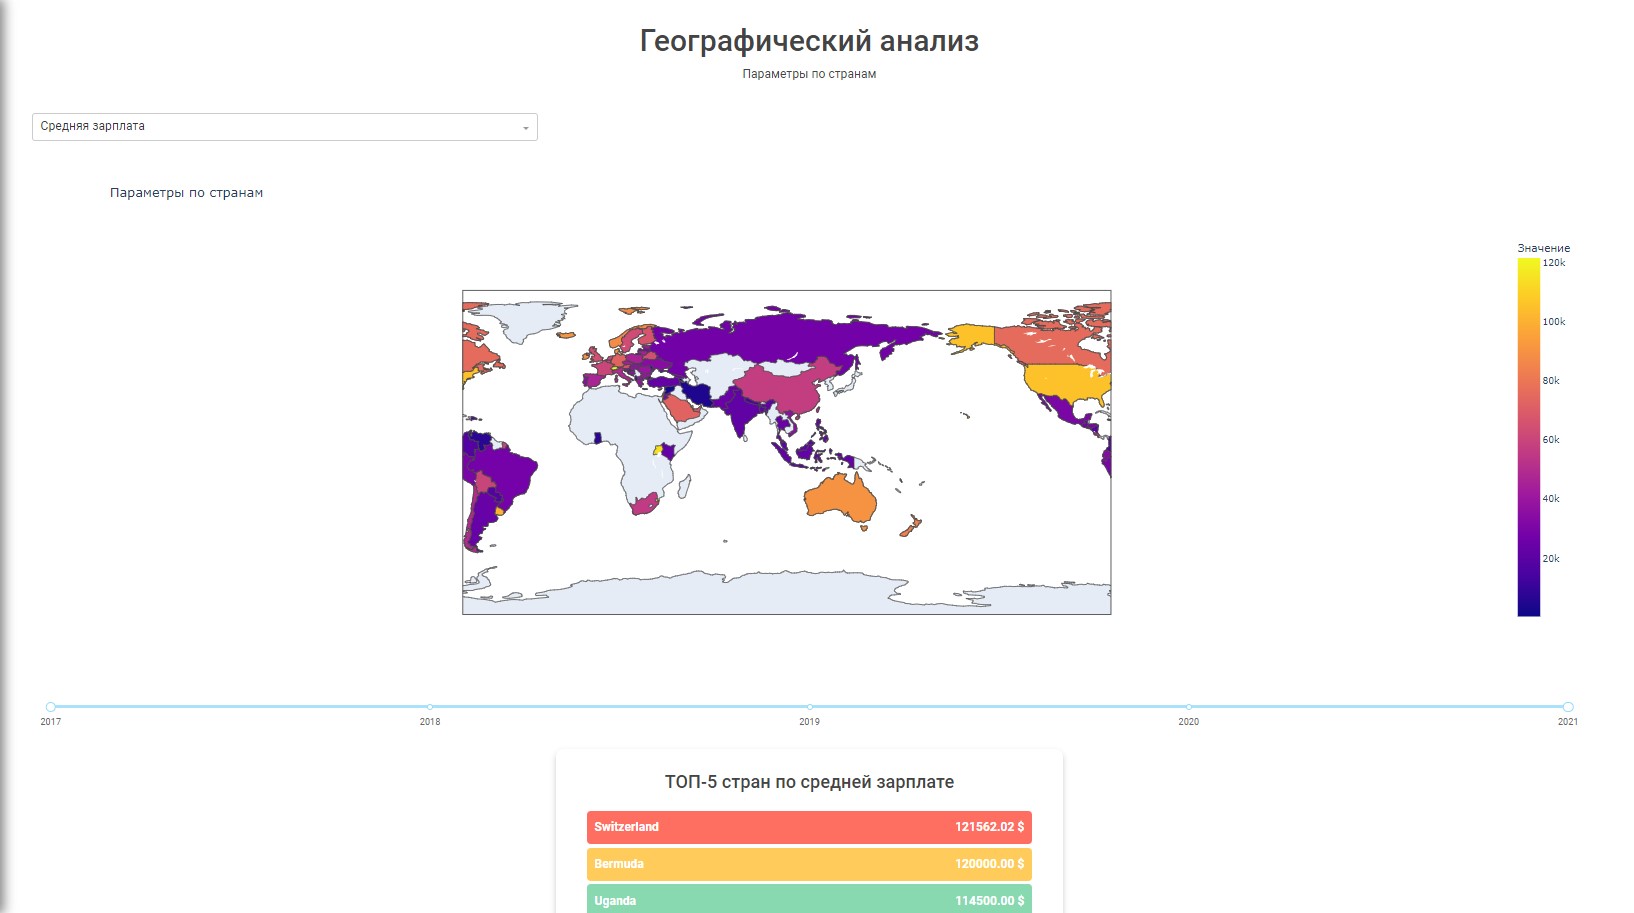 Географический анализ
Параметры по странам
Средняя зарплата
Параметры по странам
Значение
120k
100k
80k
60k
40k
20k
2017 2018 2019 2020 2021
ТОП-5 стран по средней зарплате
Switzerland 121562.02 $
Bermuda 120000.00 $
Uganda 114500.00 $